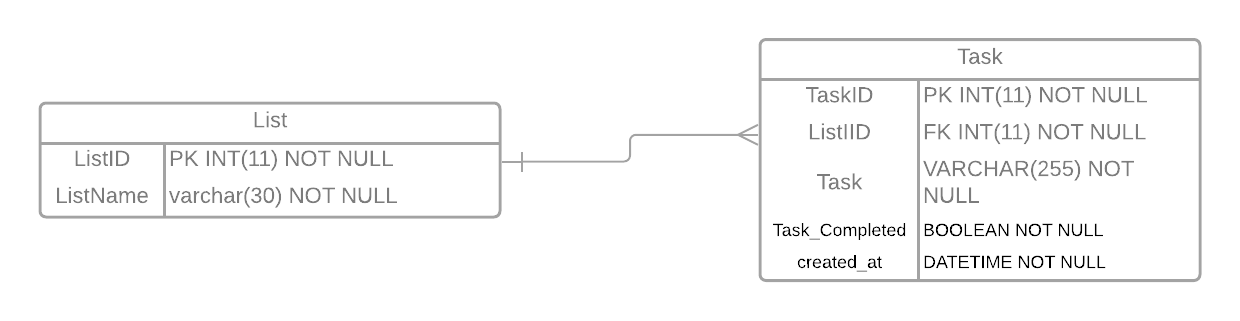 List
ListID PK INT(11) NOT NULL
ListName varchar(30) NOT NULL
Task
TaskID PK INT(11) NOT NULL
ListIID FK INT(11) NOT NULL
Task VARCHAR(255) NOT
NULL
Task_Completed BOOLEAN NOT NULL
created_at DATETIME NOT NULL